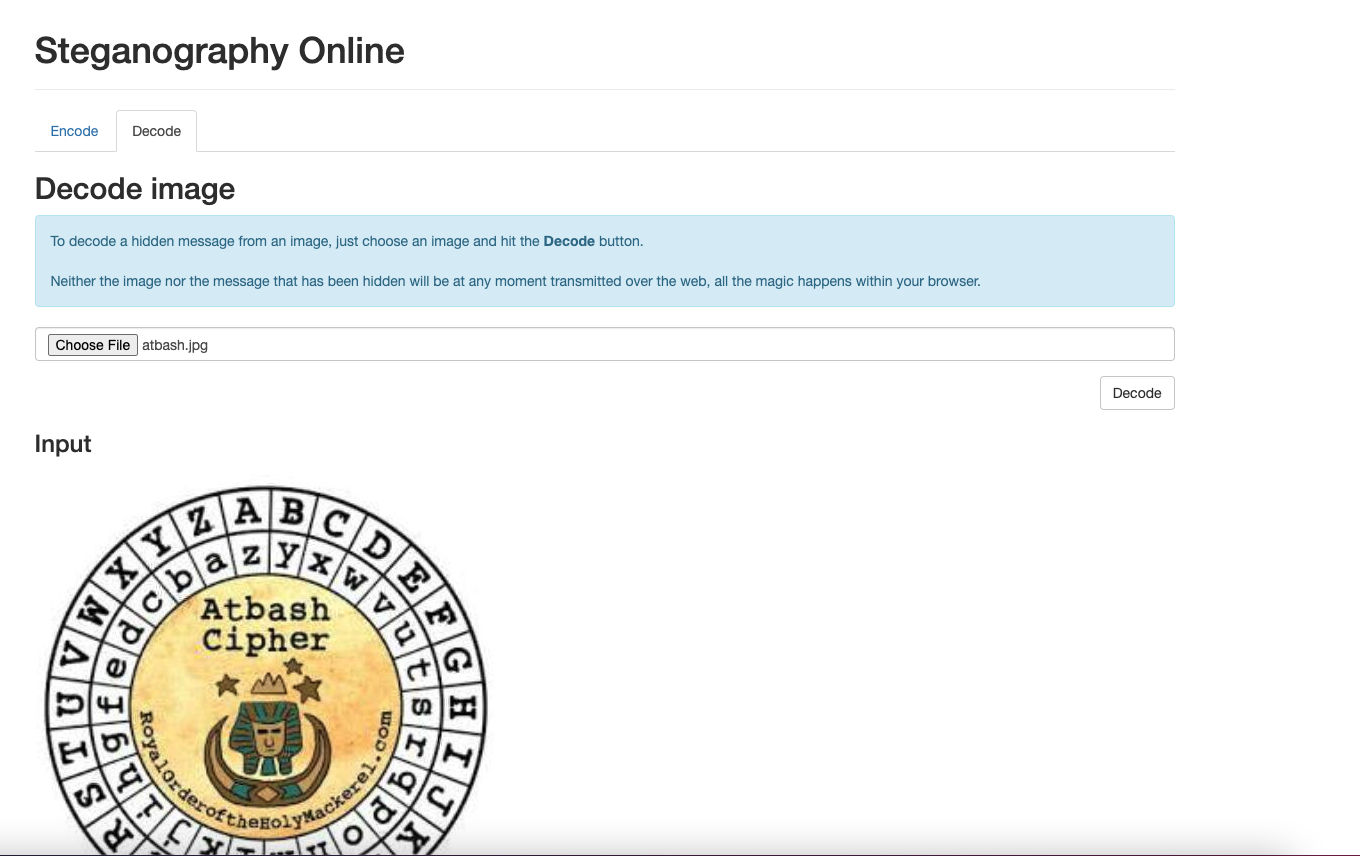 Steganography Online
Encode
Decode
Decode image
To decode a hidden message from an image, just choose an image and hit the Decode button.
Neither the image nor the message that has been hidden will be at any moment transmitted over the web, all the magic happens within your browser.
Choose File atbash.jpg
Decode
Input
R S T U V W X Y Z A B C D E F G H I J K
j i h g f e d c b a z y x w v u t s r q p o
Atbash
Cipher
RoyalOrderoftheHolyMackerel.com